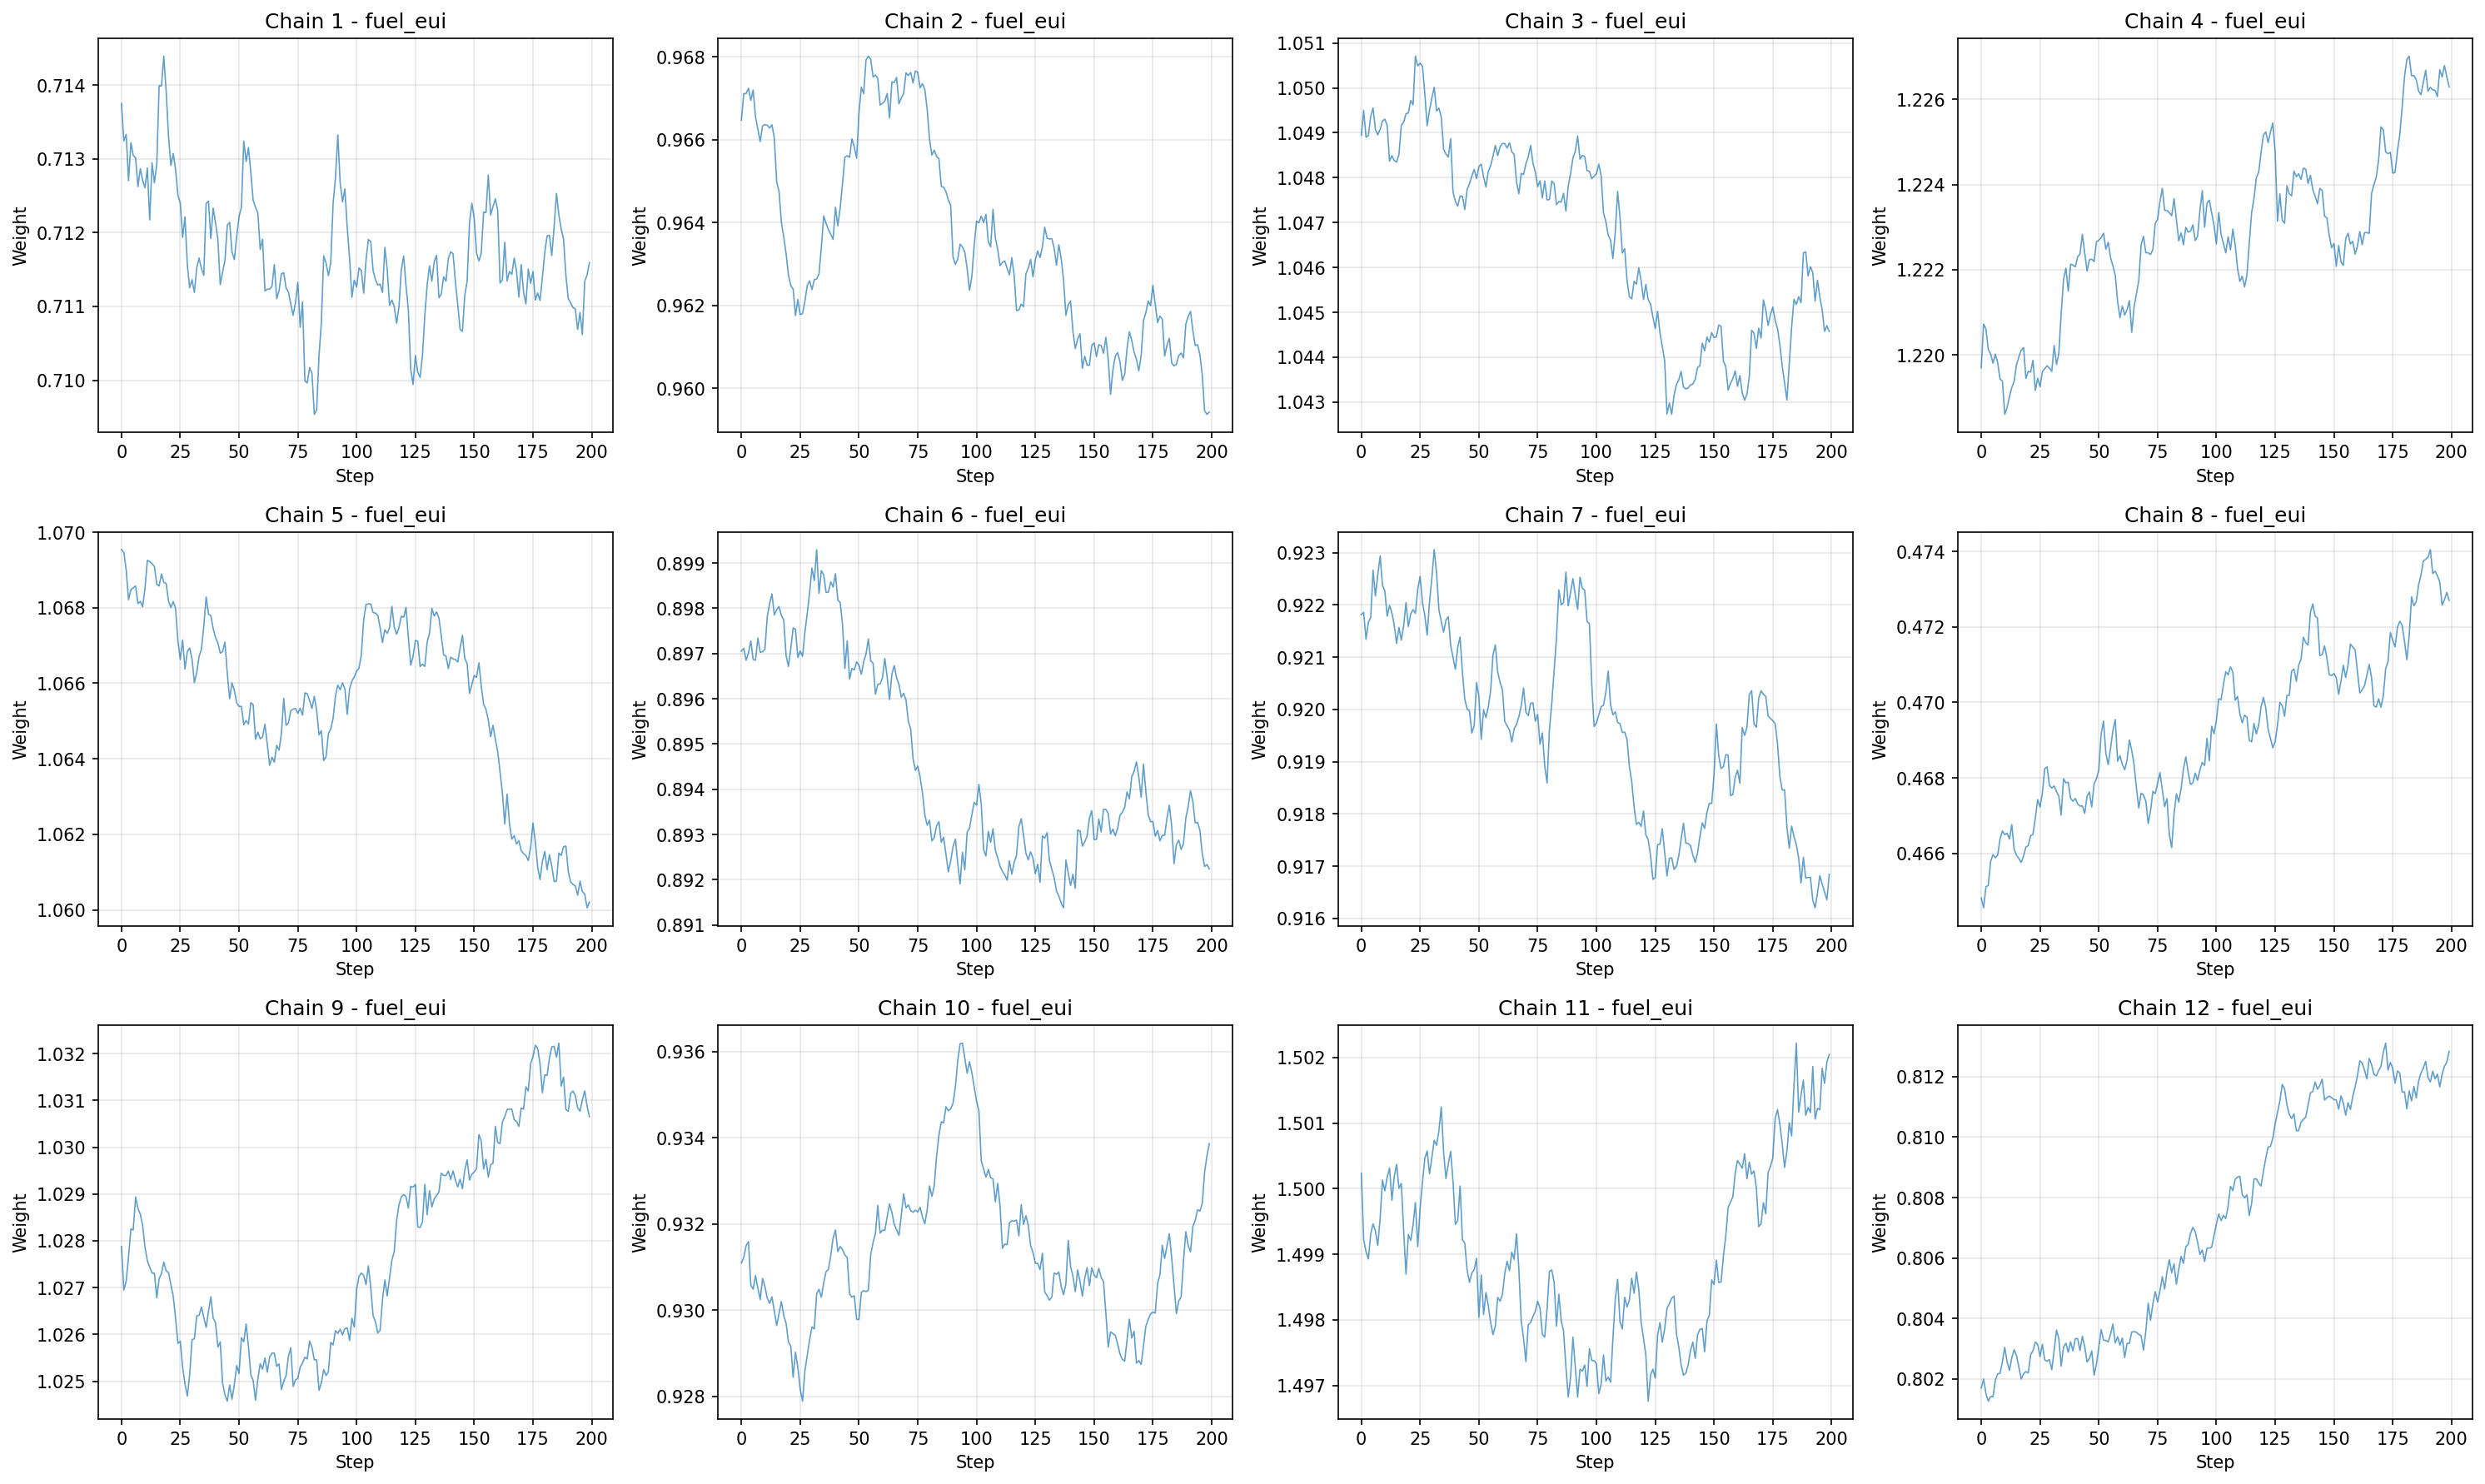 Chain 1 - fuel_eui
Weight
0.714
0.713
0.712
0.711
0.710
0 25 50 75 100 125 150 175 200
Step
Chain 2 - fuel_eui
Weight
0.968
0.966
0.964
0.962
0.960
0 25 50 75 100 125 150 175 200
Step
Chain 3 - fuel_eui
Weight
1.051
1.050
1.049
1.048
1.047
1.046
1.045
1.044
1.043
0 25 50 75 100 125 150 175 200
Step
Chain 4 - fuel_eui
Weight
1.226
1.224
1.222
1.220
0 25 50 75 100 125 150 175 200
Step
Chain 5 - fuel_eui
Weight
1.070
1.068
1.066
1.064
1.062
1.060
0 25 50 75 100 125 150 175 200
Step
Chain 6 - fuel_eui
Weight
0.899
0.898
0.897
0.896
0.895
0.894
0.893
0.892
0.891
0 25 50 75 100 125 150 175 200
Step
Chain 7 - fuel_eui
Weight
0.923
0.922
0.921
0.920
0.919
0.918
0.917
0.916
0 25 50 75 100 125 150 175 200
Step
Chain 8 - fuel_eui
Weight
0.474
0.472
0.470
0.468
0.466
0 25 50 75 100 125 150 175 200
Step
Chain 9 - fuel_eui
Weight
1.032
1.031
1.030
1.029
1.028
1.027
1.026
1.025
0 25 50 75 100 125 150 175 200
Step
Chain 10 - fuel_eui
Weight
0.936
0.934
0.932
0.930
0.928
0 25 50 75 100 125 150 175 200
Step
Chain 11 - fuel_eui
Weight
1.502
1.501
1.500
1.499
1.498
1.497
0 25 50 75 100 125 150 175 200
Step
Chain 12 - fuel_eui
Weight
0.812
0.810
0.808
0.806
0.804
0.802
0 25 50 75 100 125 150 175 200
Step